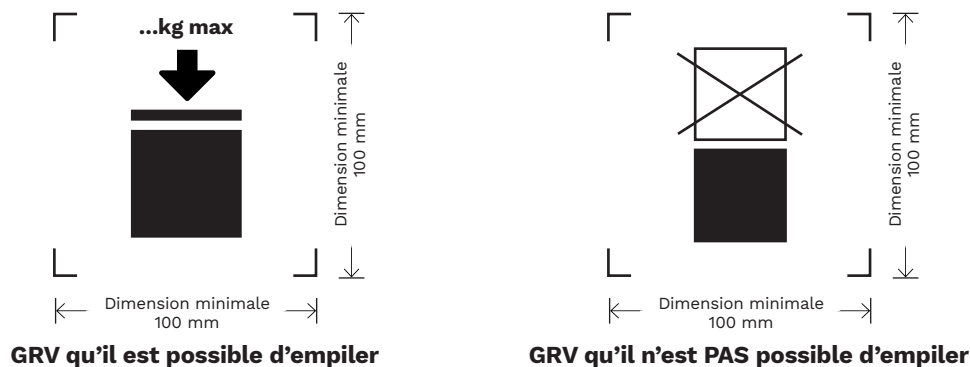 ...kg max
Dimension minimale
100 mm
Dimension minimale
100 mm
GRV qu'il est possible d'empiler
Dimension minimale
100 mm
Dimension minimale
100 mm
GRV qu'il n'est PAS possible d'empiler